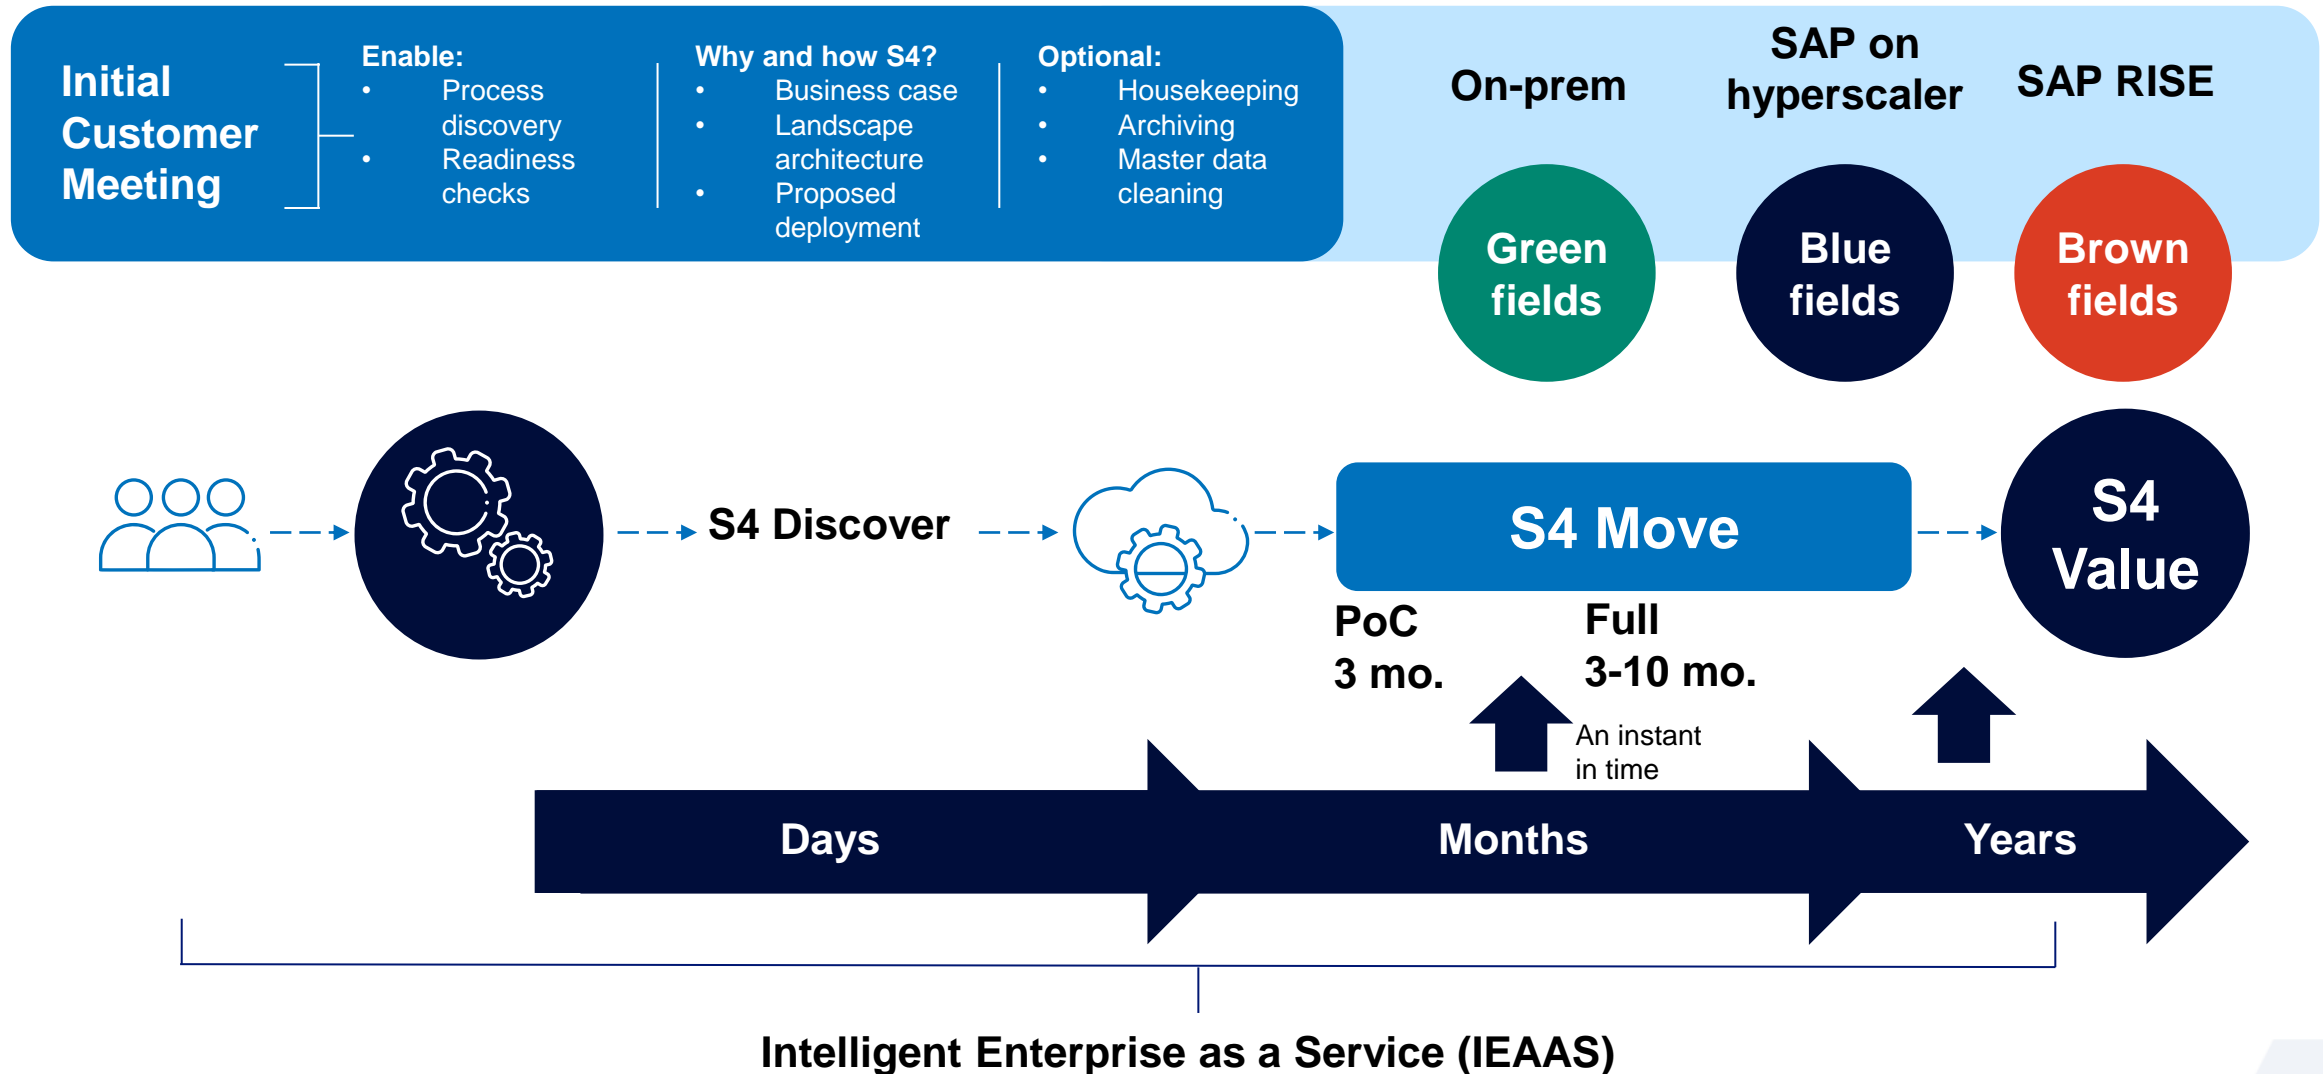 Initial
Customer
Meeting
Enable:
• Process
discovery
• Readiness
checks
Why and how S4?
• Business case
• Landscape
architecture
• Proposed
deployment
Optional:
• Housekeeping
• Archiving
• Master data
cleaning
On-prem
SAP on
hyperscaler
SAP RISE
Green
fields
Blue
fields
Brown
fields
S4 Discover
S4 Move
S4
Value
PoC
3 mo.
Full
3-10 mo.
An instant
in time
Days
Months
Years
Intelligent Enterprise as a Service (IEAAS)